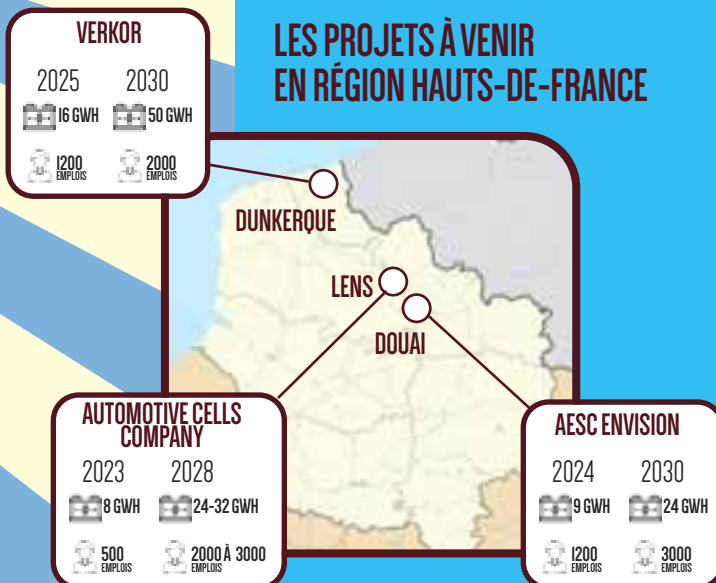 LES PROJETS À VENIR
EN RÉGION HAUTS-DE-FRANCE
VERKOR
2025 2030
16 GWH 50 GWH
1200 2000
EMPLOIS EMPLOIS
DUNKERQUE
LENS
DOUAI
AUTOMOTIVE CELLS
COMPANY
2023 2028
8 GWH 24-32 GWH
500 2000 À 3000
EMPLOIS EMPLOIS
AESC ENVISION
2024 2030
9 GWH 24 GWH
1200 3000
EMPLOIS EMPLOIS